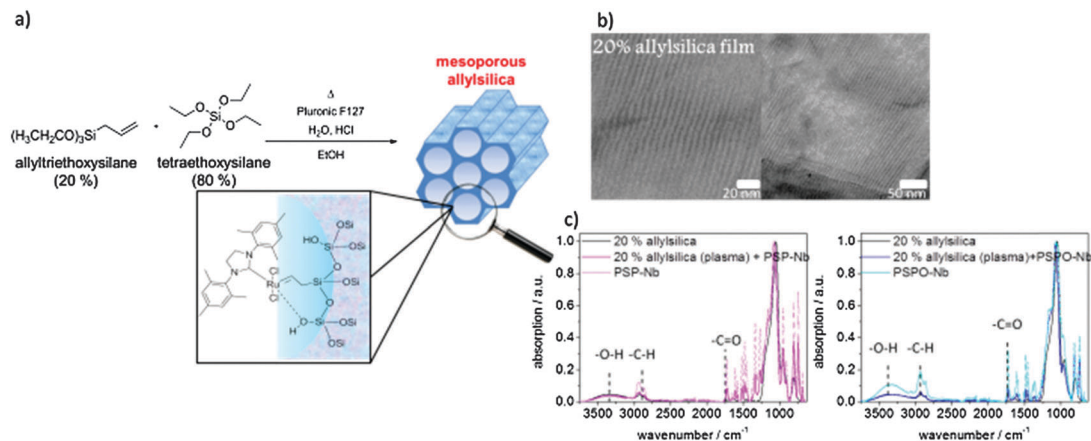 a)
mesoporous
allylsilica
Δ
Pluronic F127
H2O, HCl
EtOH
(H3CH2CO)3Si
O
O
Si
O
O
allyltriethoxysilane
(20 %)
tetraethoxysilane
(80 %)
OSi
HO
Si
OSi
O
N
N
Cl
Ru
Cl
Si
OSi
O
O
H
Si
OSi
OSi
b)
20% allylsilica film
20 nm
50 nm
c)
20 % allylsilica
20 % allylsilica (plasma) + PSP-Nb
PSP-Nb
-O-H
-C-H
-C=O
absorption / a.u.
1.0
0.8
0.6
0.4
0.2
0.0
3500 3000 2500 2000 1500 1000
wavenumber / cm-1
20 % allylsilica
20 % allylsilica (plasma)+PSPO-Nb
PSPO-Nb
-O-H
-C-H
-C=O
absorption / a.u.
1.0
0.8
0.6
0.4
0.2
0.0
3500 3000 2500 2000 1500 1000
wavenumber / cm-1